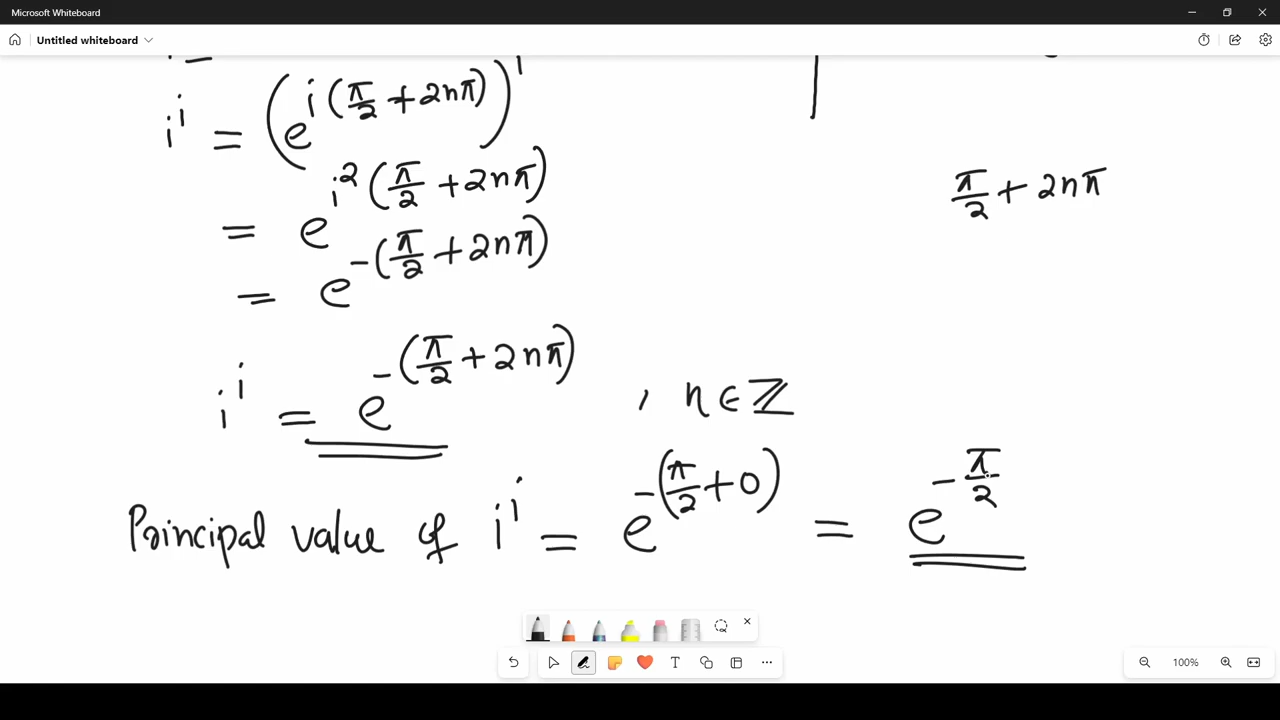 Microsoft Whiteboard
Untitled whiteboard
i^i = (e^{i(π/2 + 2nπ)})^i
= e^{i^2(π/2 + 2nπ)}
π/2 + 2nπ
= e^{-(π/2 + 2nπ)}
i^i = e^{-(π/2 + 2nπ)} , n ∈ ℤ
Principal value of i^i = e^{-(π/2 + 0)} = e^{-π/2}
100%